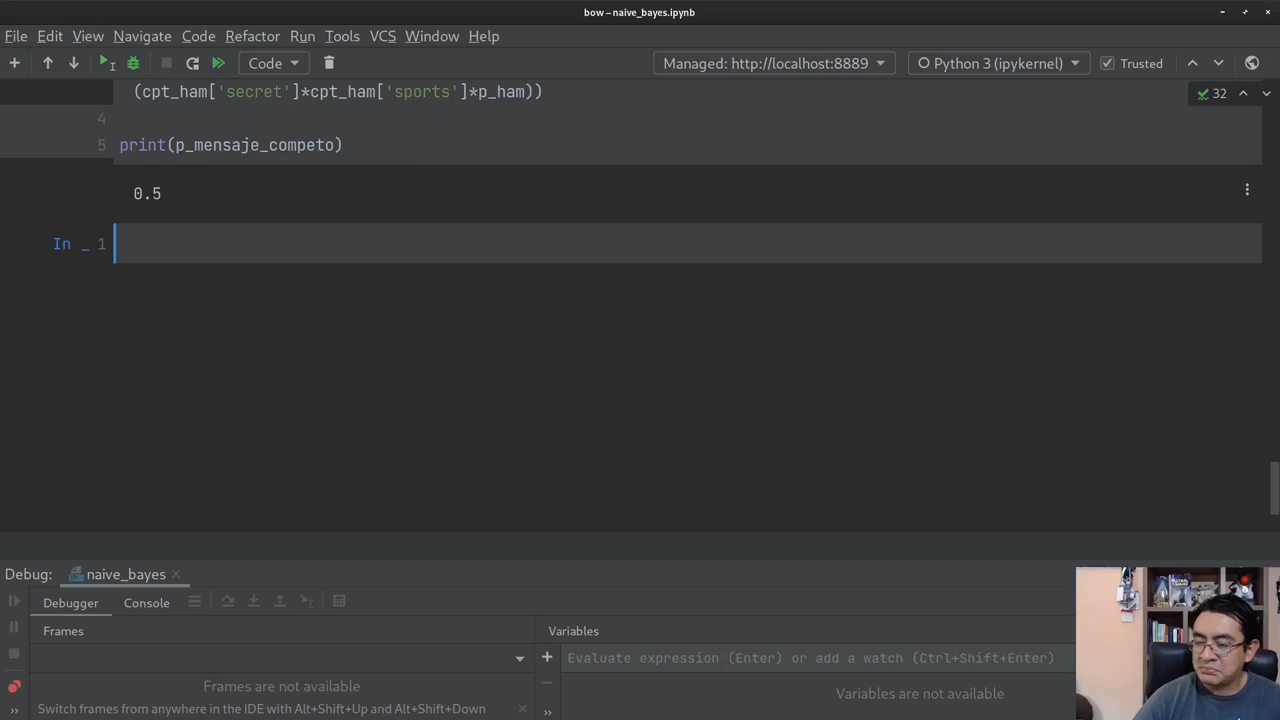 bow – naive_bayes.ipynb
File Edit View Navigate Code Refactor Run Tools VCS Window Help
Code Managed: http://localhost:8889 Python 3 (ipykernel) Trusted
(cpt_ham['secret']*cpt_ham['sports']*p_ham))
32
4
5 print(p_mensaje_competo)
0.5
In _ 1
Debug: naive_bayes
Debugger Console
Frames
Variables
Evaluate expression (Enter) or add a watch (Ctrl+Shift+Enter)
Frames are not available
Variables are not available
Switch frames from anywhere in the IDE with Alt+Shift+Up and Alt+Shift+Down